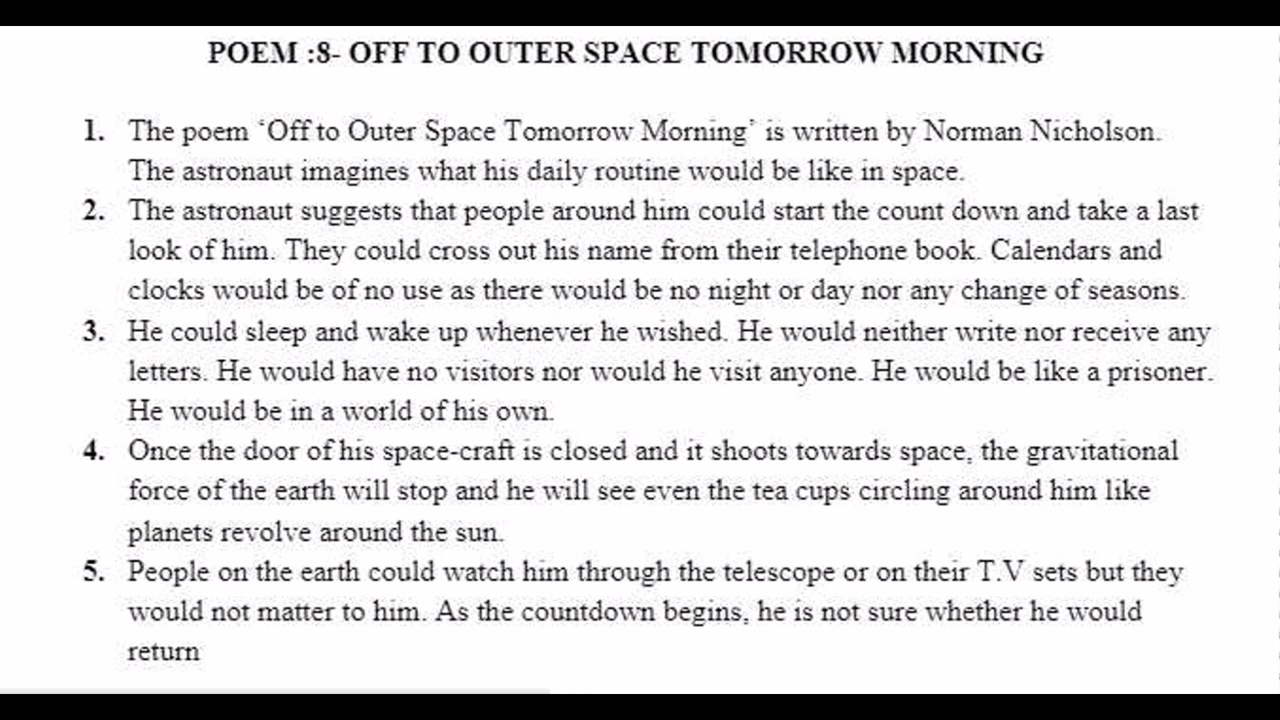 POEM :8- OFF TO OUTER SPACE TOMORROW MORNING
1. The poem ‘Off to Outer Space Tomorrow Morning’ is written by Norman Nicholson.
The astronaut imagines what his daily routine would be like in space.
2. The astronaut suggests that people around him could start the count down and take a last
look of him. They could cross out his name from their telephone book. Calendars and
clocks would be of no use as there would be no night or day nor any change of seasons.
3. He could sleep and wake up whenever he wished. He would neither write nor receive any
letters. He would have no visitors nor would he visit anyone. He would be like a prisoner.
He would be in a world of his own.
4. Once the door of his space-craft is closed and it shoots towards space, the gravitational
force of the earth will stop and he will see even the tea cups circling around him like
planets revolve around the sun.
5. People on the earth could watch him through the telescope or on their T.V sets but they
would not matter to him. As the countdown begins, he is not sure whether he would
return